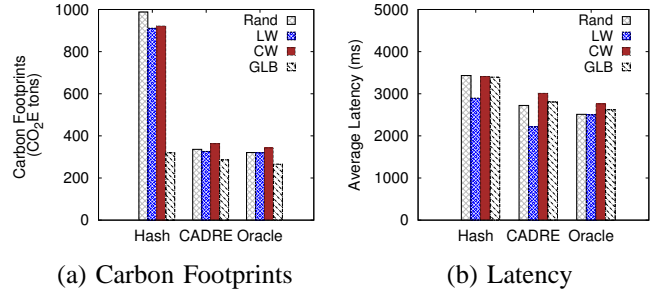 Carbon Footprints
(CO2E tons)
1000
800
600
400
200
0
Rand
LW
CW
GLB
Hash CADRE Oracle
(a) Carbon Footprints
Average Latency (ms)
5000
4000
3000
2000
1000
0
Rand
LW
CW
GLB
Hash CADRE Oracle
(b) Latency